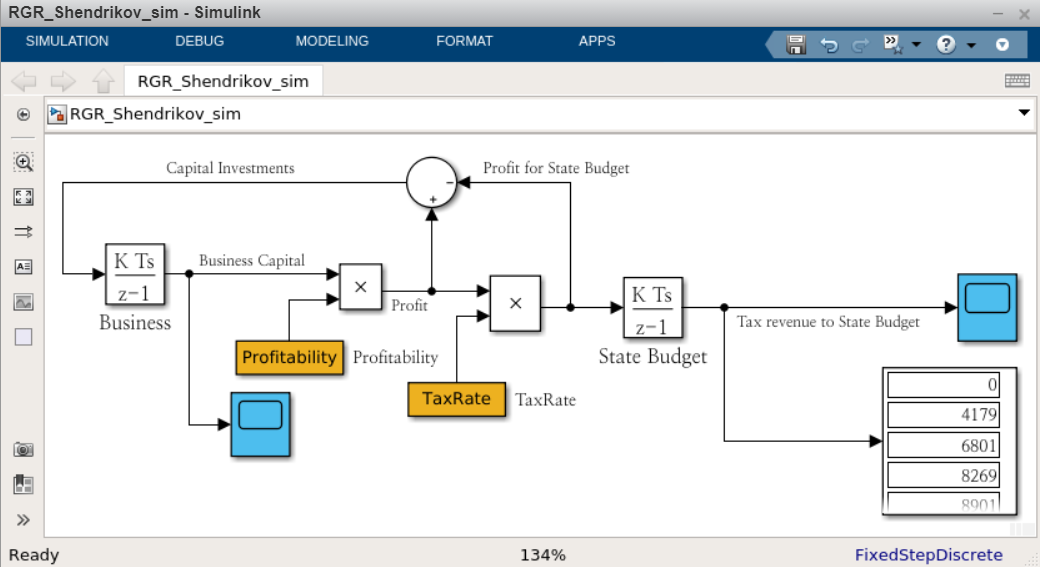 RGR_Shendrikov_sim - Simulink
SIMULATION DEBUG MODELING FORMAT APPS
RGR_Shendrikov_sim
RGR_Shendrikov_sim
Capital Investments
Profit for State Budget
-
+
K Ts
z-1
Business
Business Capital
×
Profit
Profitability
Profitability
TaxRate
TaxRate
×
K Ts
z-1
State Budget
Tax revenue to State Budget
0
4179
6801
8269
8901
Ready
134%
FixedStepDiscrete